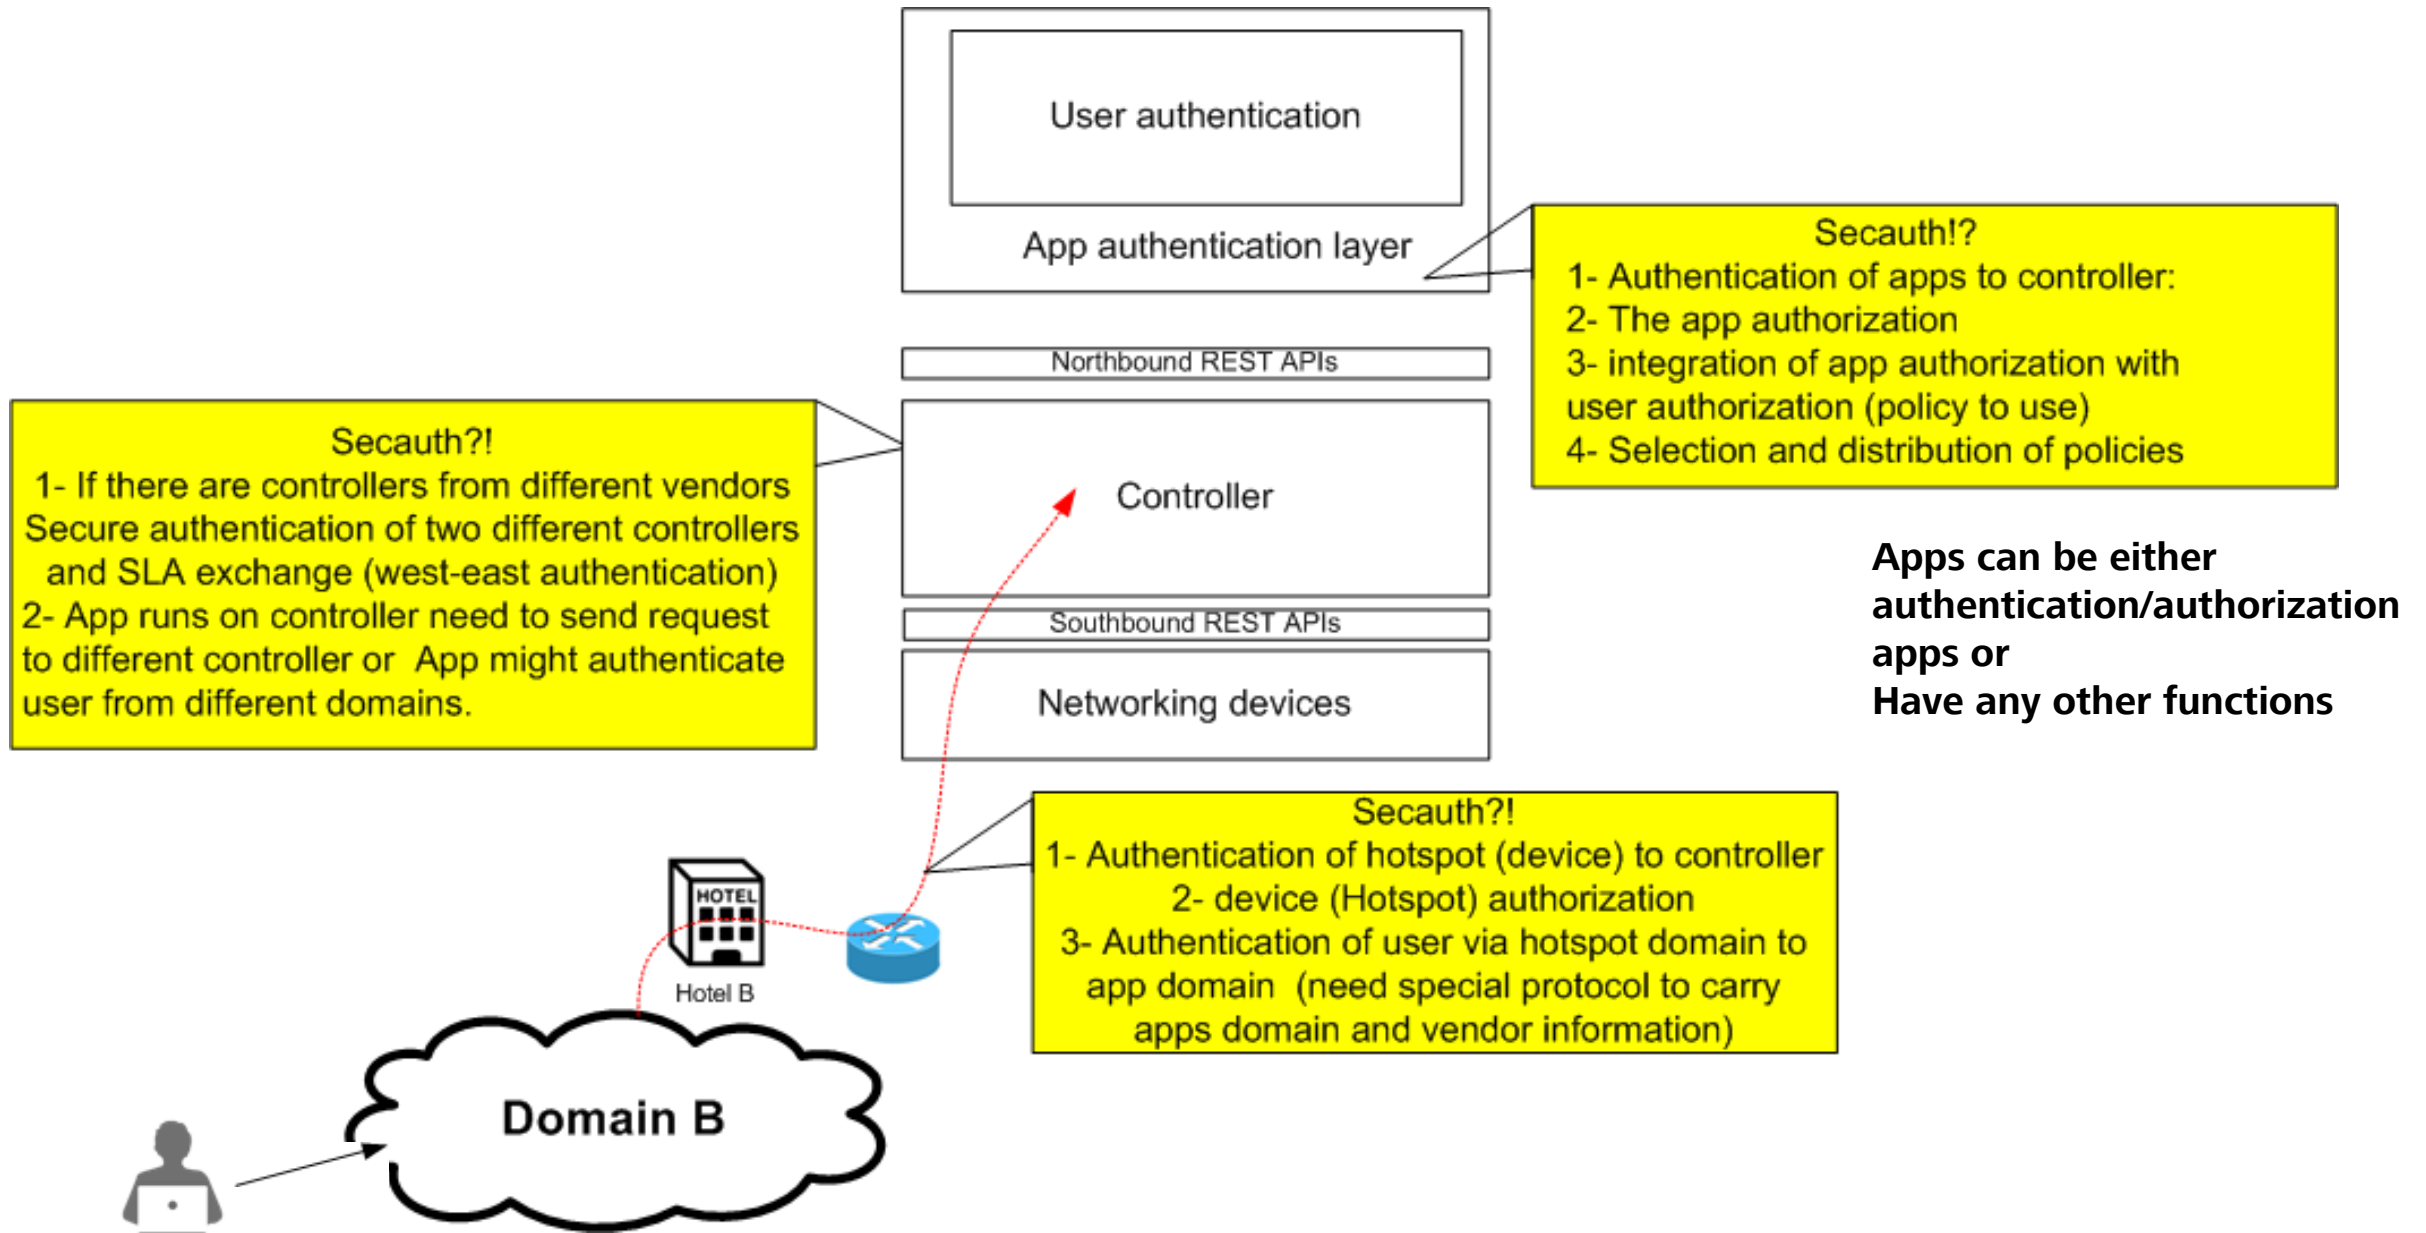 User authentication
App authentication layer
Secauth!?
1- Authentication of apps to controller:
2- The app authorization
3- integration of app authorization with
user authorization (policy to use)
4- Selection and distribution of policies
Northbound REST APIs
Secauth?!
1- If there are controllers from different vendors
Secure authentication of two different controllers
and SLA exchange (west-east authentication)
2- App runs on controller need to send request
to different controller or App might authenticate
user from different domains.
Controller
Apps can be either
authentication/authorization
apps or
Have any other functions
Southbound REST APIs
Networking devices
Secauth?!
1- Authentication of hotspot (device) to controller
2- device (Hotspot) authorization
3- Authentication of user via hotspot domain to
app domain (need special protocol to carry
apps domain and vendor information)
HOTEL
Hotel B
Domain B